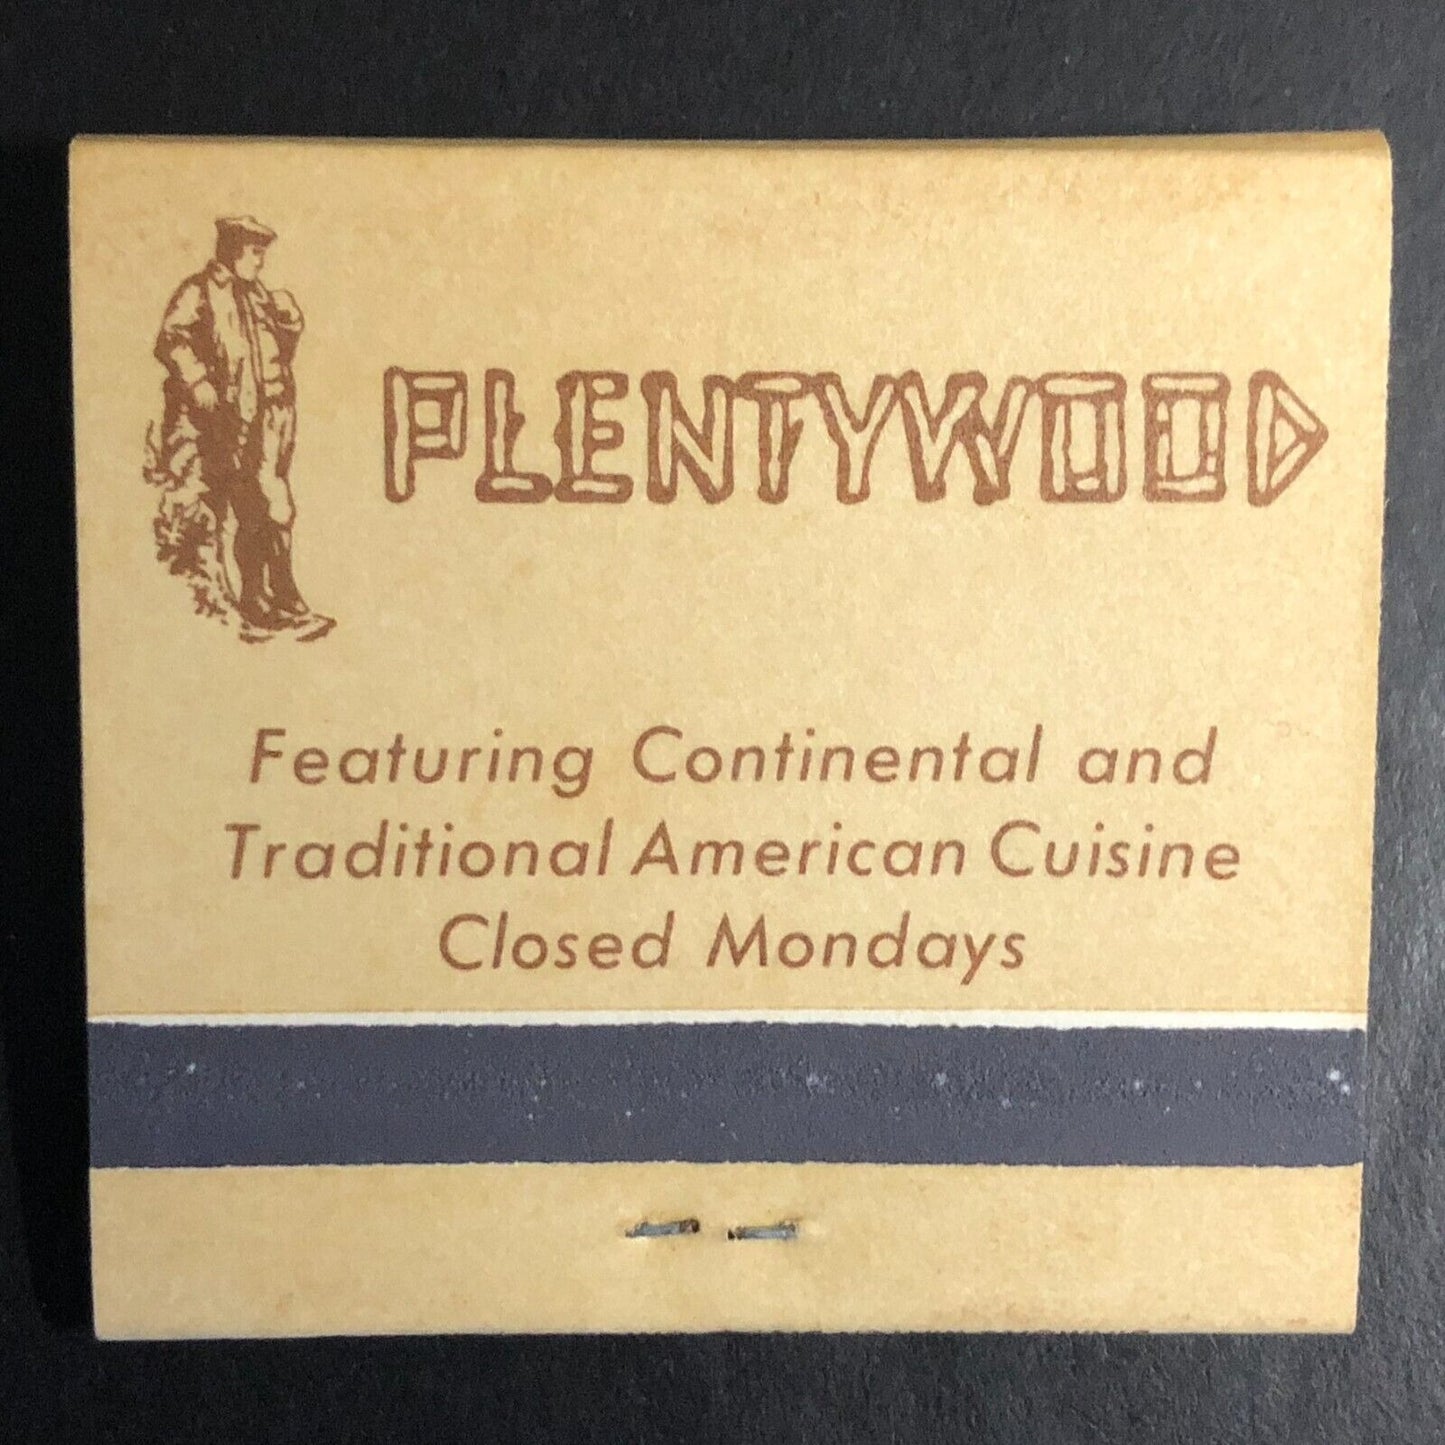 PLENTYWOOD
Featuring Continental and
Traditional American Cuisine
Closed Mondays